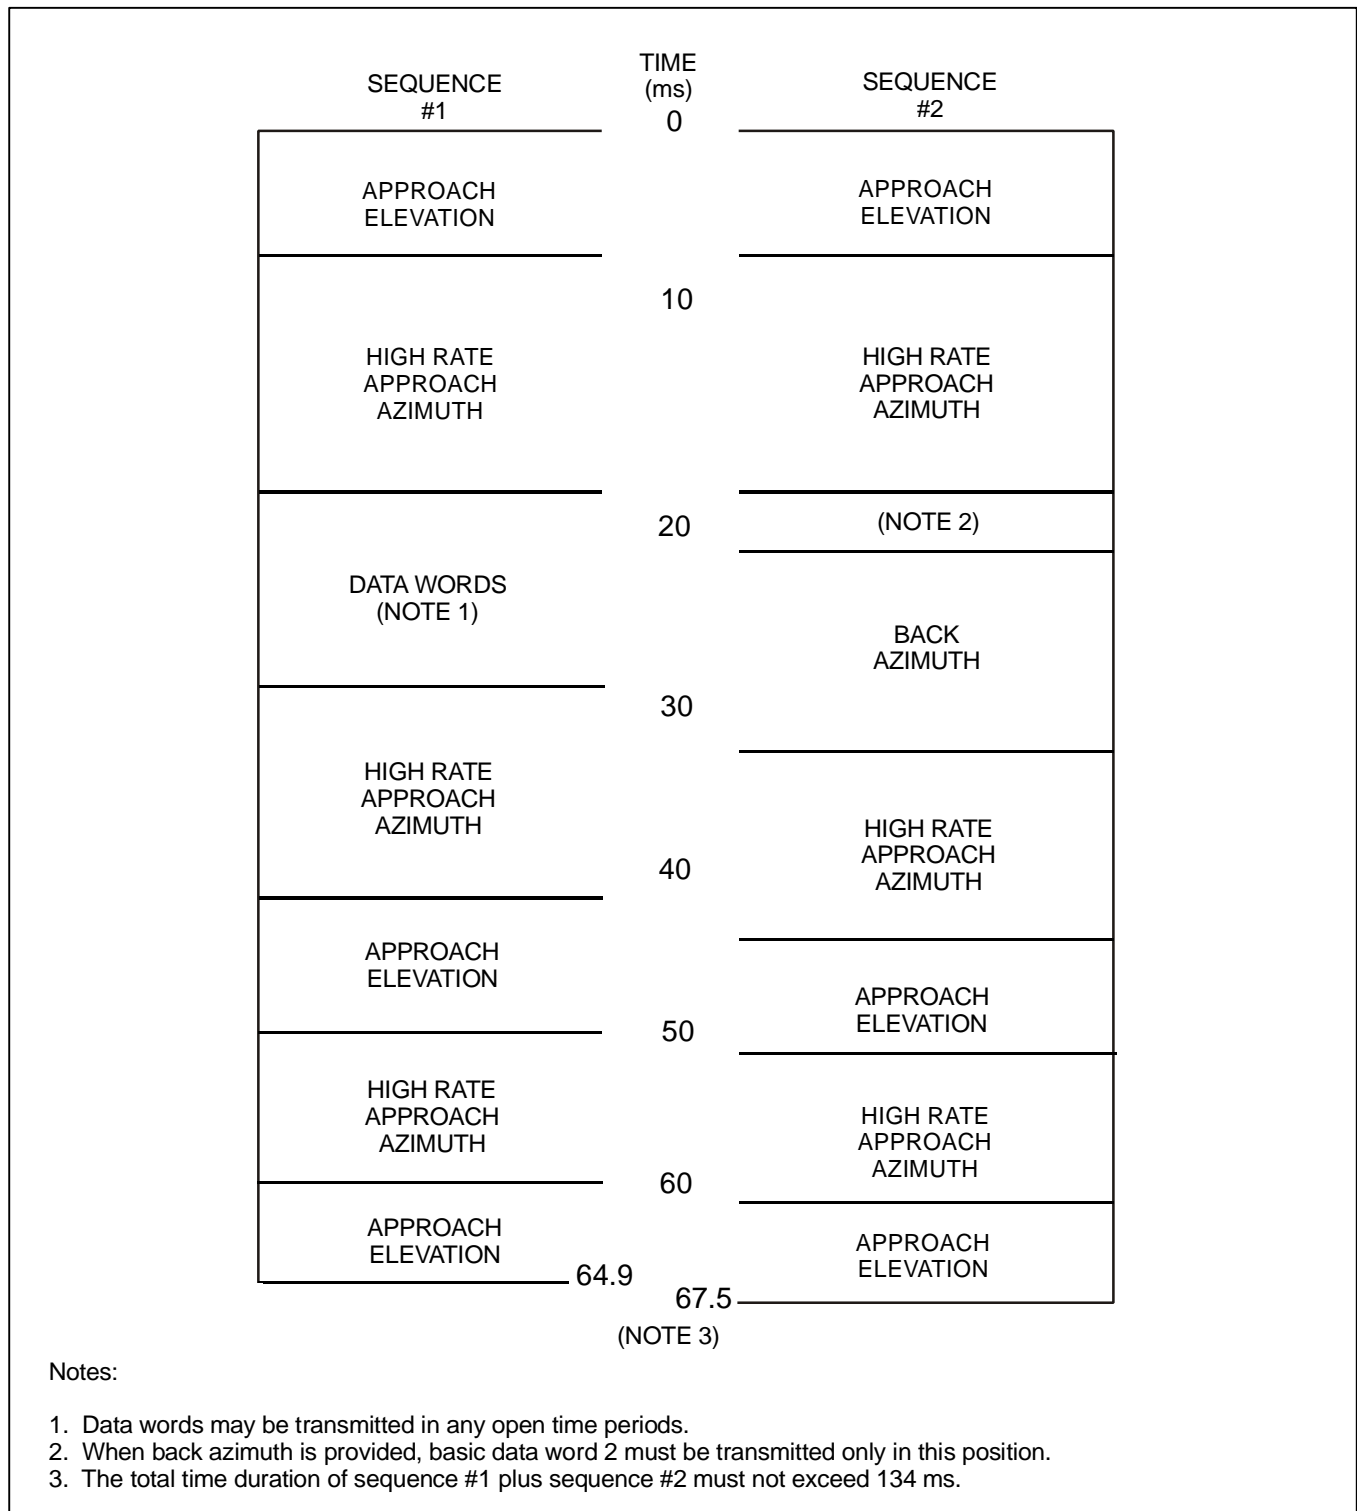 SEQUENCE
#1
TIME
(ms)
0
SEQUENCE
#2
APPROACH
ELEVATION
APPROACH
ELEVATION
10
HIGH RATE
APPROACH
AZIMUTH
HIGH RATE
APPROACH
AZIMUTH
20
(NOTE 2)
DATA WORDS
(NOTE 1)
BACK
AZIMUTH
30
HIGH RATE
APPROACH
AZIMUTH
HIGH RATE
APPROACH
AZIMUTH
40
APPROACH
ELEVATION
APPROACH
ELEVATION
50
HIGH RATE
APPROACH
AZIMUTH
HIGH RATE
APPROACH
AZIMUTH
60
APPROACH
ELEVATION
APPROACH
ELEVATION
64.9
67.5
(NOTE 3)
Notes:
1. Data words may be transmitted in any open time periods.
2. When back azimuth is provided, basic data word 2 must be transmitted only in this position.
3. The total time duration of sequence #1 plus sequence #2 must not exceed 134 ms.